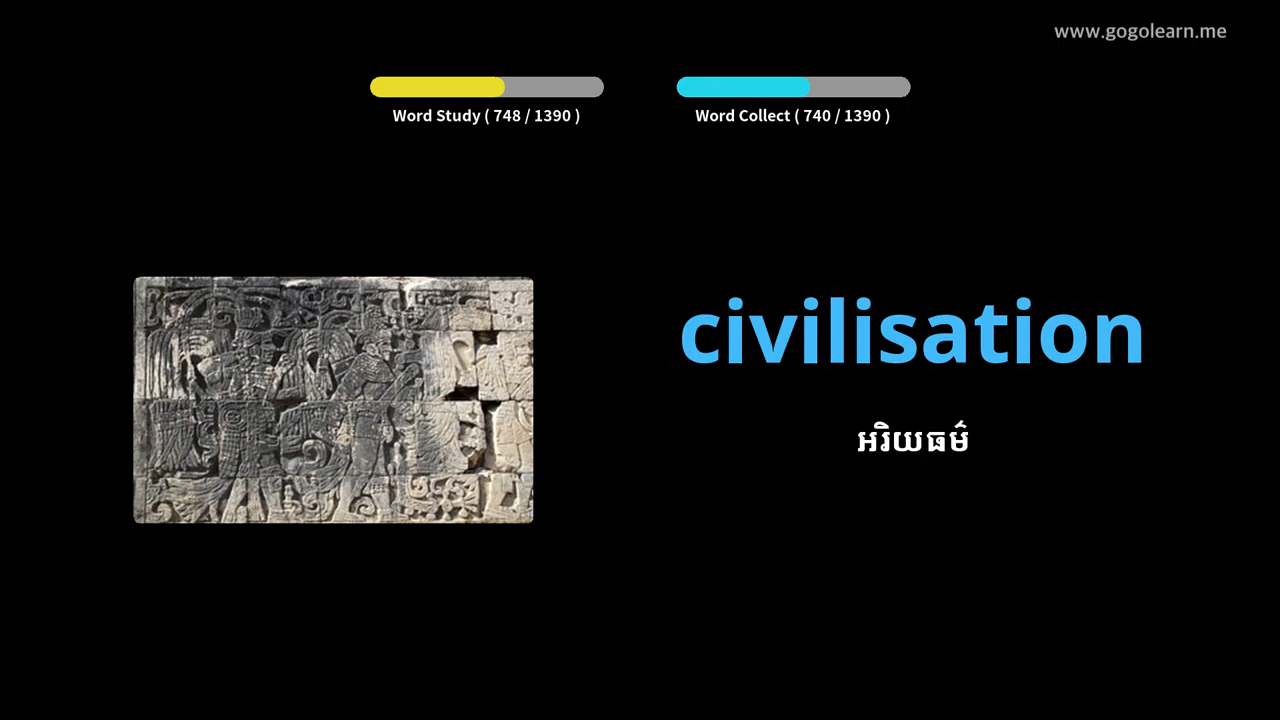 www.gogolearn.me
Word Study ( 748 / 1390 )
Word Collect ( 740 / 1390 )
civilisation
អរិយធម៌